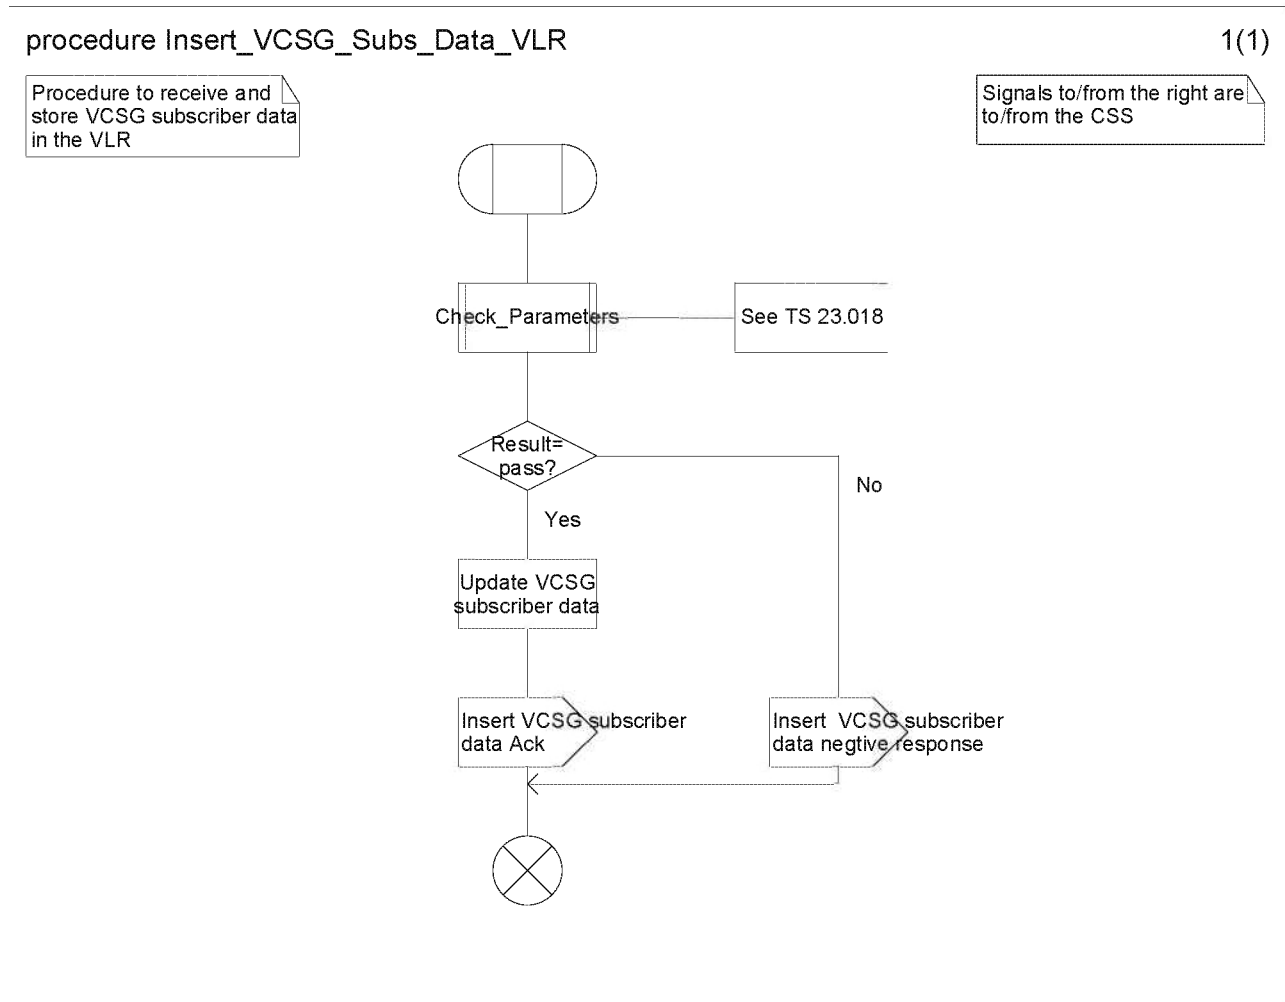 procedure Insert_VCSG_Subs_Data_VLR
1(1)
Procedure to receive and
store VCSG subscriber data
in the VLR
Signals to/from the right are
to/from the CSS
Check_Parameters
See TS 23.018
Result=
pass?
No
Yes
Update VCSG
subscriber data
Insert VCSG subscriber
data Ack
Insert  VCSG subscriber
data negtive response